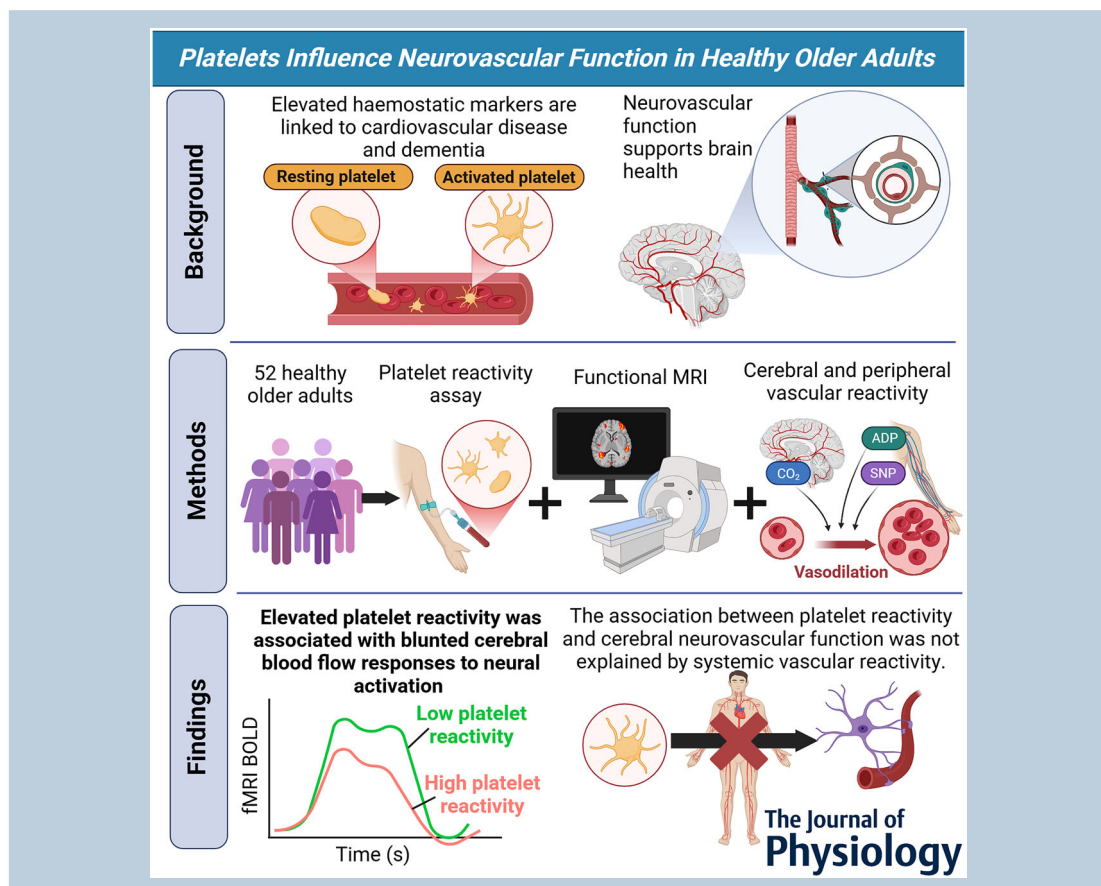 Platelets Influence Neurovascular Function in Healthy Older Adults
Background
Elevated haemostatic markers are
linked to cardiovascular disease
and dementia
Resting platelet
Activated platelet
Neurovascular
function
supports brain
health
Methods
52 healthy
older adults
Platelet reactivity
assay
Functional MRI
Cerebral and peripheral
vascular reactivity
CO₂
ADP
SNP
Vasodilation
Findings
Elevated platelet reactivity was
associated with blunted cerebral
blood flow responses to neural
activation
fMRI BOLD
Low platelet
reactivity
High platelet
reactivity
Time (s)
The association between platelet reactivity
and cerebral neurovascular function was not
explained by systemic vascular reactivity.
The Journal of
Physiology